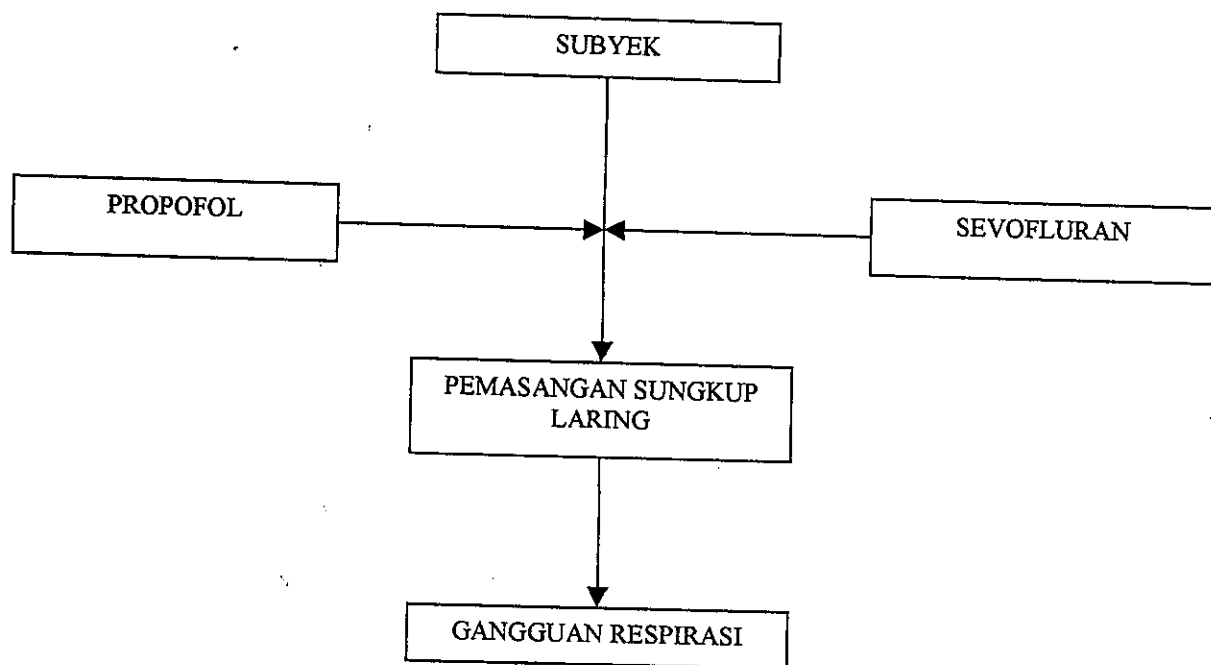 SUBYEK
PROPOFOL
SEVOFLURAN
PEMASANGAN SUNGKUP
LARING
GANGGUAN RESPIRASI